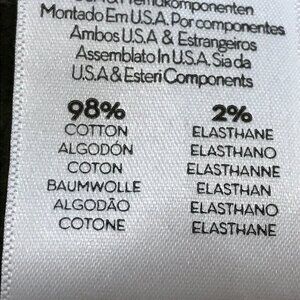 Fremdkomponenten
Montado Em U.S.A. Por componentes
Ambos U.S.A & Estrangeiros
Assemblato In U.S.A. Sia da
U.S.A & Esteri Components
98% 2%
COTTON ELASTHANE
ALGODÓN ELASTHANO
COTON ELASTHANNE
BAUMWOLLE ELASTHAN
ALGODÃO ELASTHANO
COTONE ELASTHANE